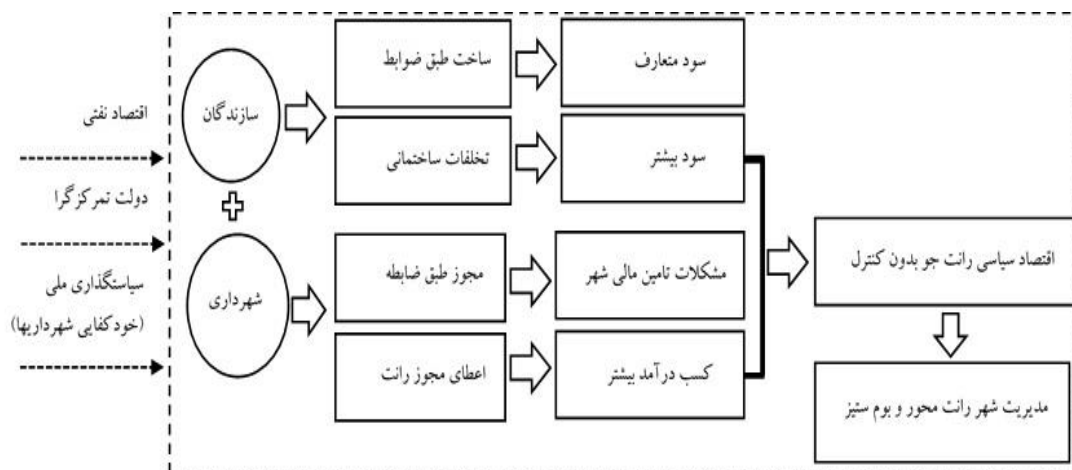 ساخت طبق ضوابط
سود متعارف
سازندگان
اقتصاد نفتی
تخلفات ساختمانی
سود بیشتر
دولت تمرکزگرا
اقتصاد سیاسی رانت جو بدون کنترل
مجوز طبق ضابطه
مشکلات تامین مالی شهر
شهرداری
سیاستگذاری ملی
(خودکفایی شهرداریها)
اعطای مجوز رانت
کسب درآمد بیشتر
مدیریت شهر رانت محور و بوم ستیز